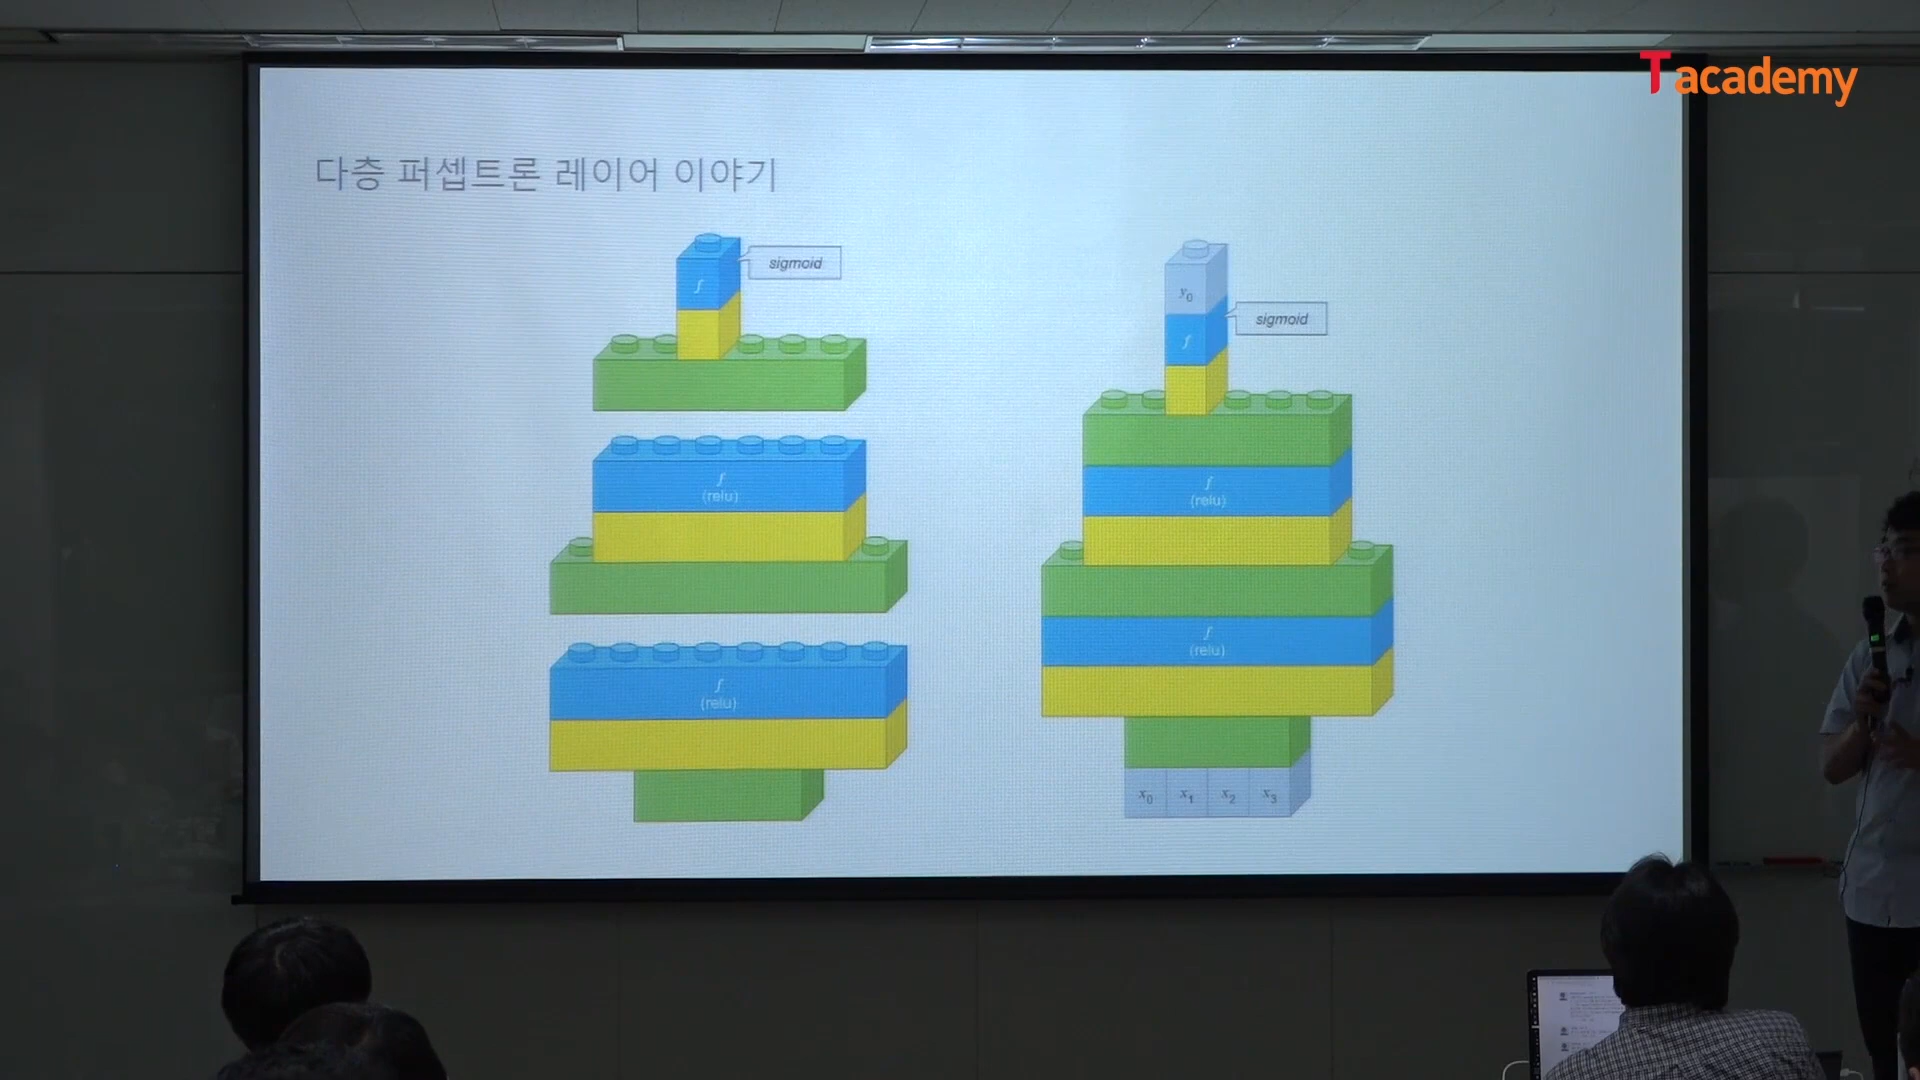 Tacademy
다층 퍼셉트론 레이어 이야기
f
sigmoid
f
(relu)
f
(relu)
y0
f
sigmoid
f
(relu)
f
(relu)
x0 x1 x2 x3